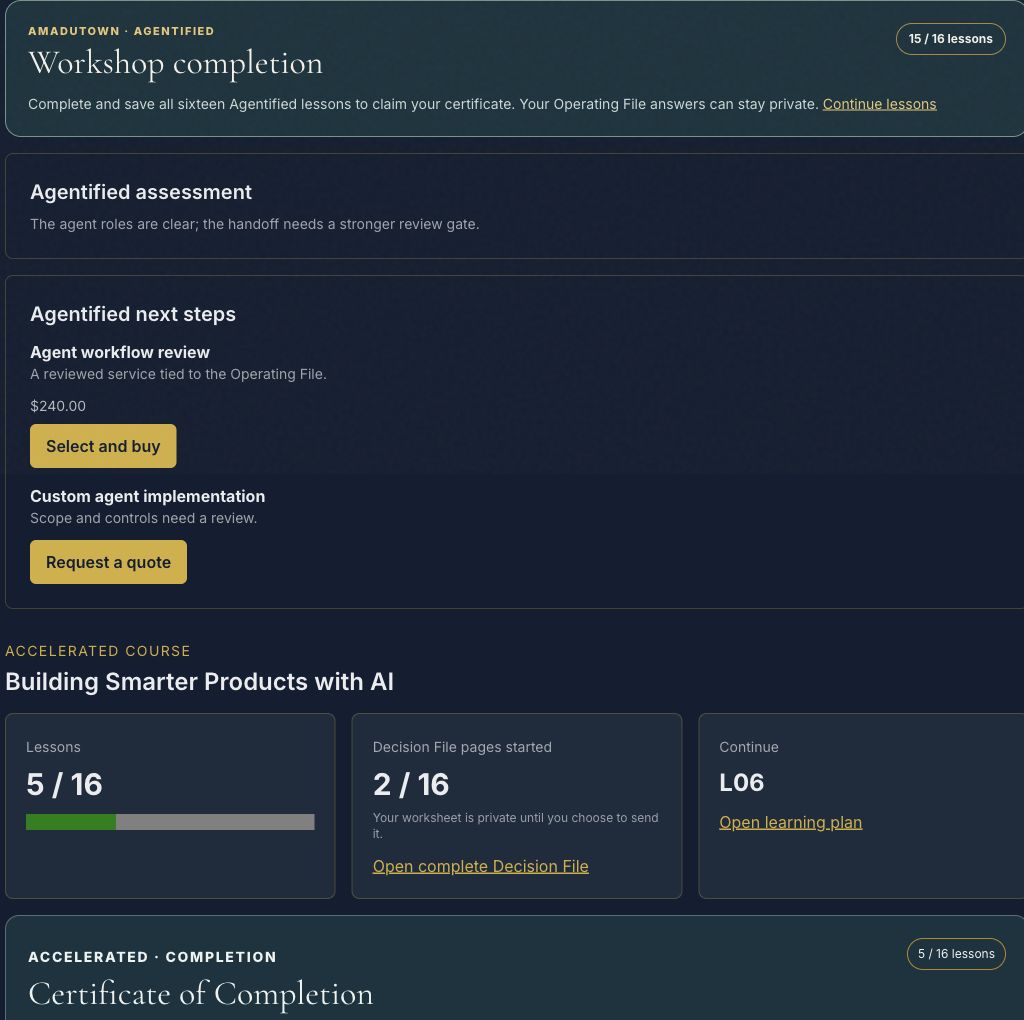 AMADUTOWN · AGENTIFIED
Workshop completion
15 / 16 lessons
Complete and save all sixteen Agentified lessons to claim your certificate. Your Operating File answers can stay private. Continue lessons
Agentified assessment
The agent roles are clear; the handoff needs a stronger review gate.
Agentified next steps
Agent workflow review
A reviewed service tied to the Operating File.
$240.00
Select and buy
Custom agent implementation
Scope and controls need a review.
Request a quote
ACCELERATED COURSE
Building Smarter Products with AI
Lessons
5 / 16
Decision File pages started
2 / 16
Your worksheet is private until you choose to send
it.
Open complete Decision File
Continue
L06
Open learning plan
ACCELERATED · COMPLETION
5 / 16 lessons
Certificate of Completion